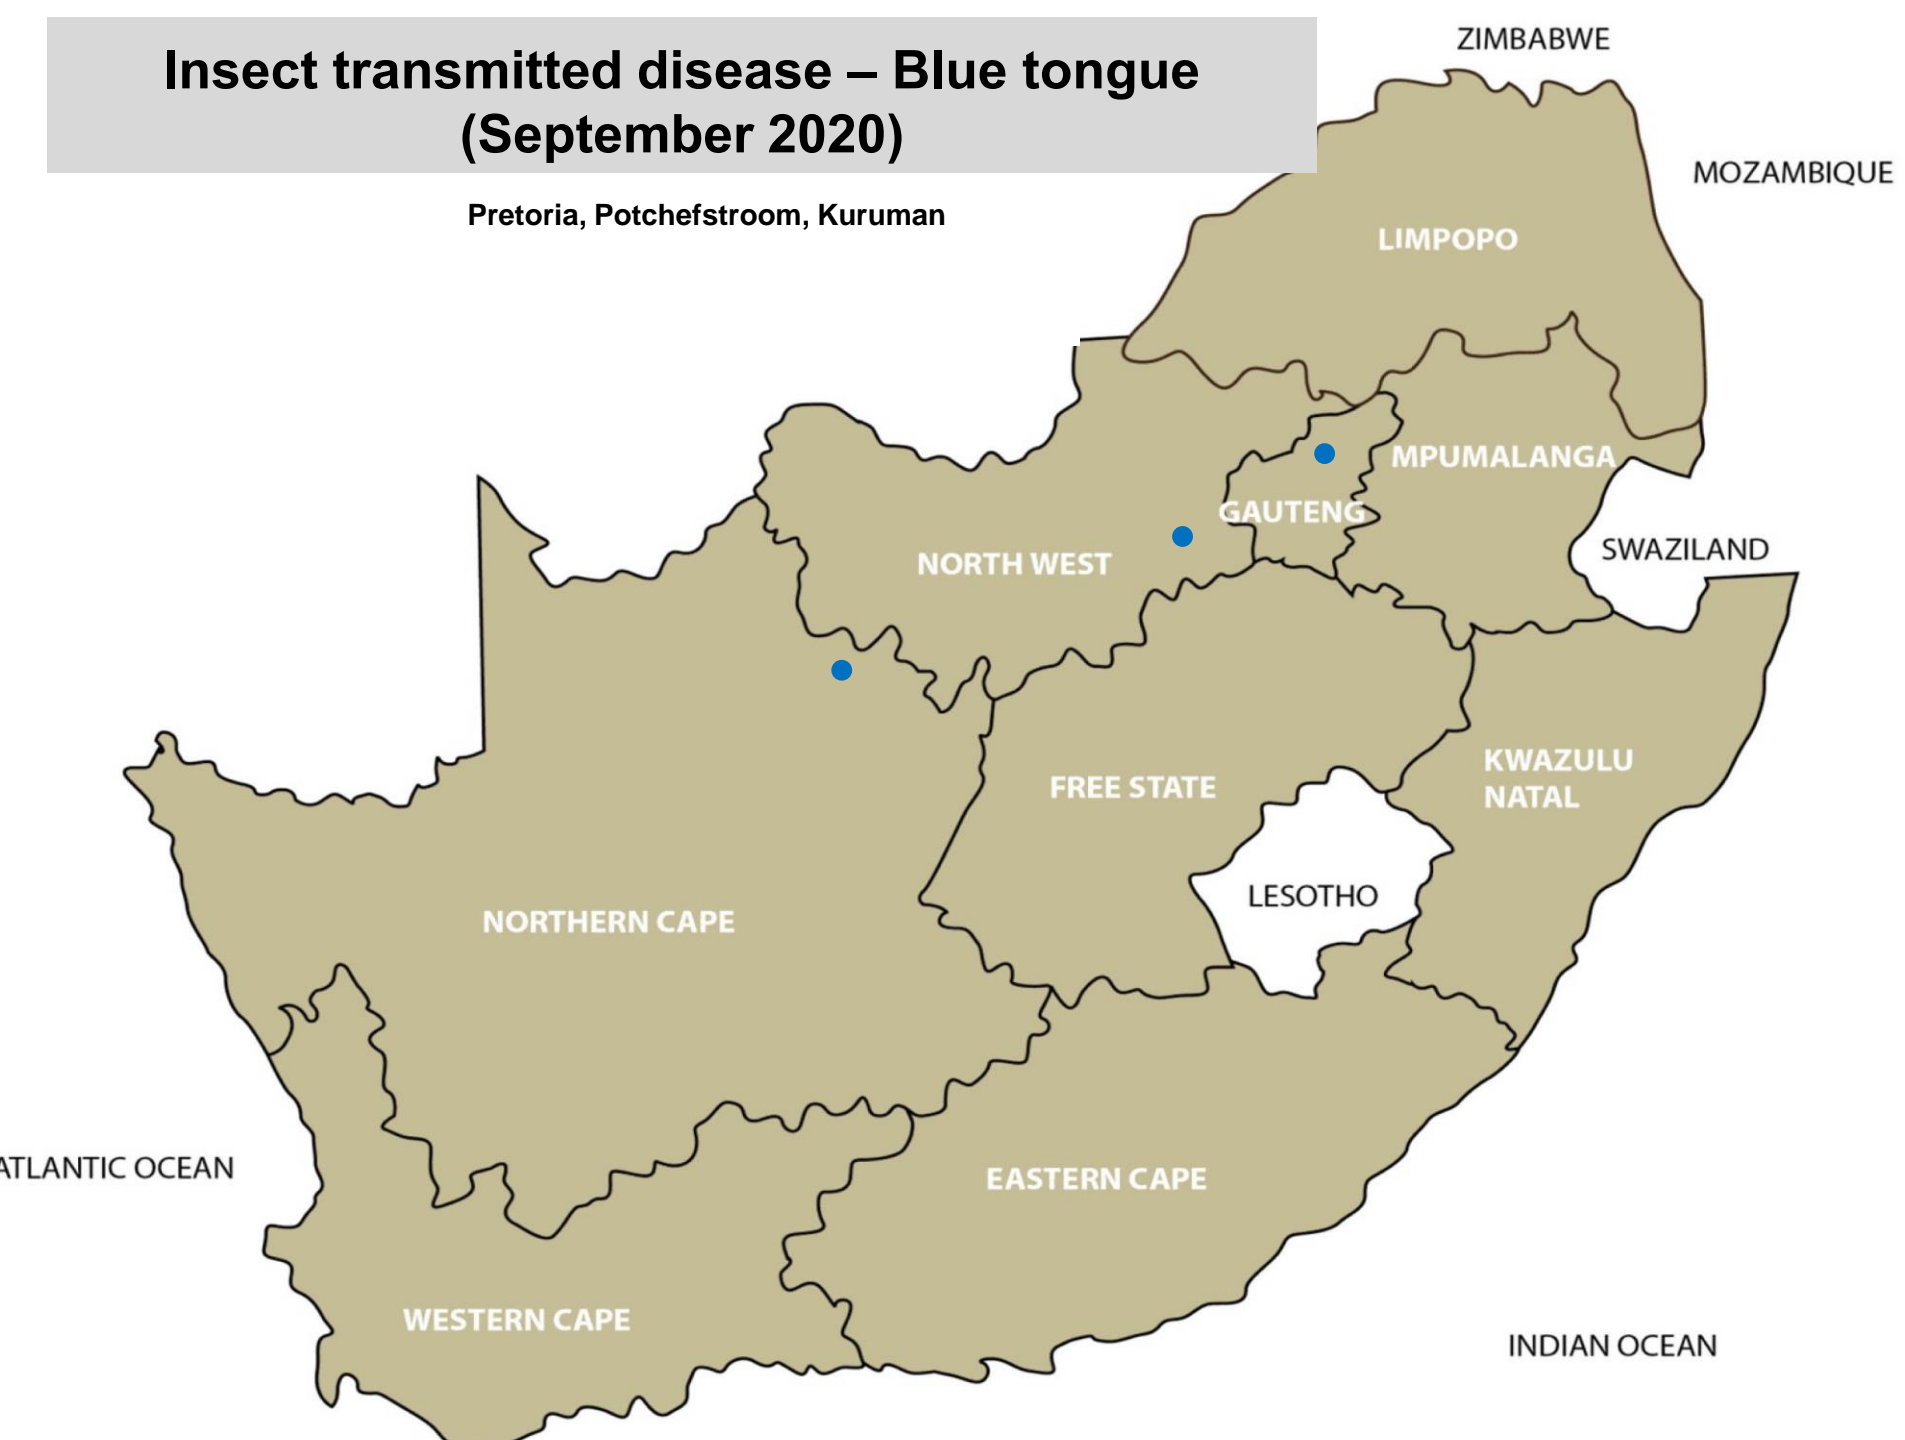 Insect transmitted disease – Blue tongue
(September 2020)
Pretoria, Potchefstroom, Kuruman
ZIMBABWE
MOZAMBIQUE
LIMPOPO
MPUMALANGA
GAUTENG
SWAZILAND
NORTH WEST
KWAZULU
NATAL
FREE STATE
LESOTHO
NORTHERN CAPE
ATLANTIC OCEAN
EASTERN CAPE
WESTERN CAPE
INDIAN OCEAN